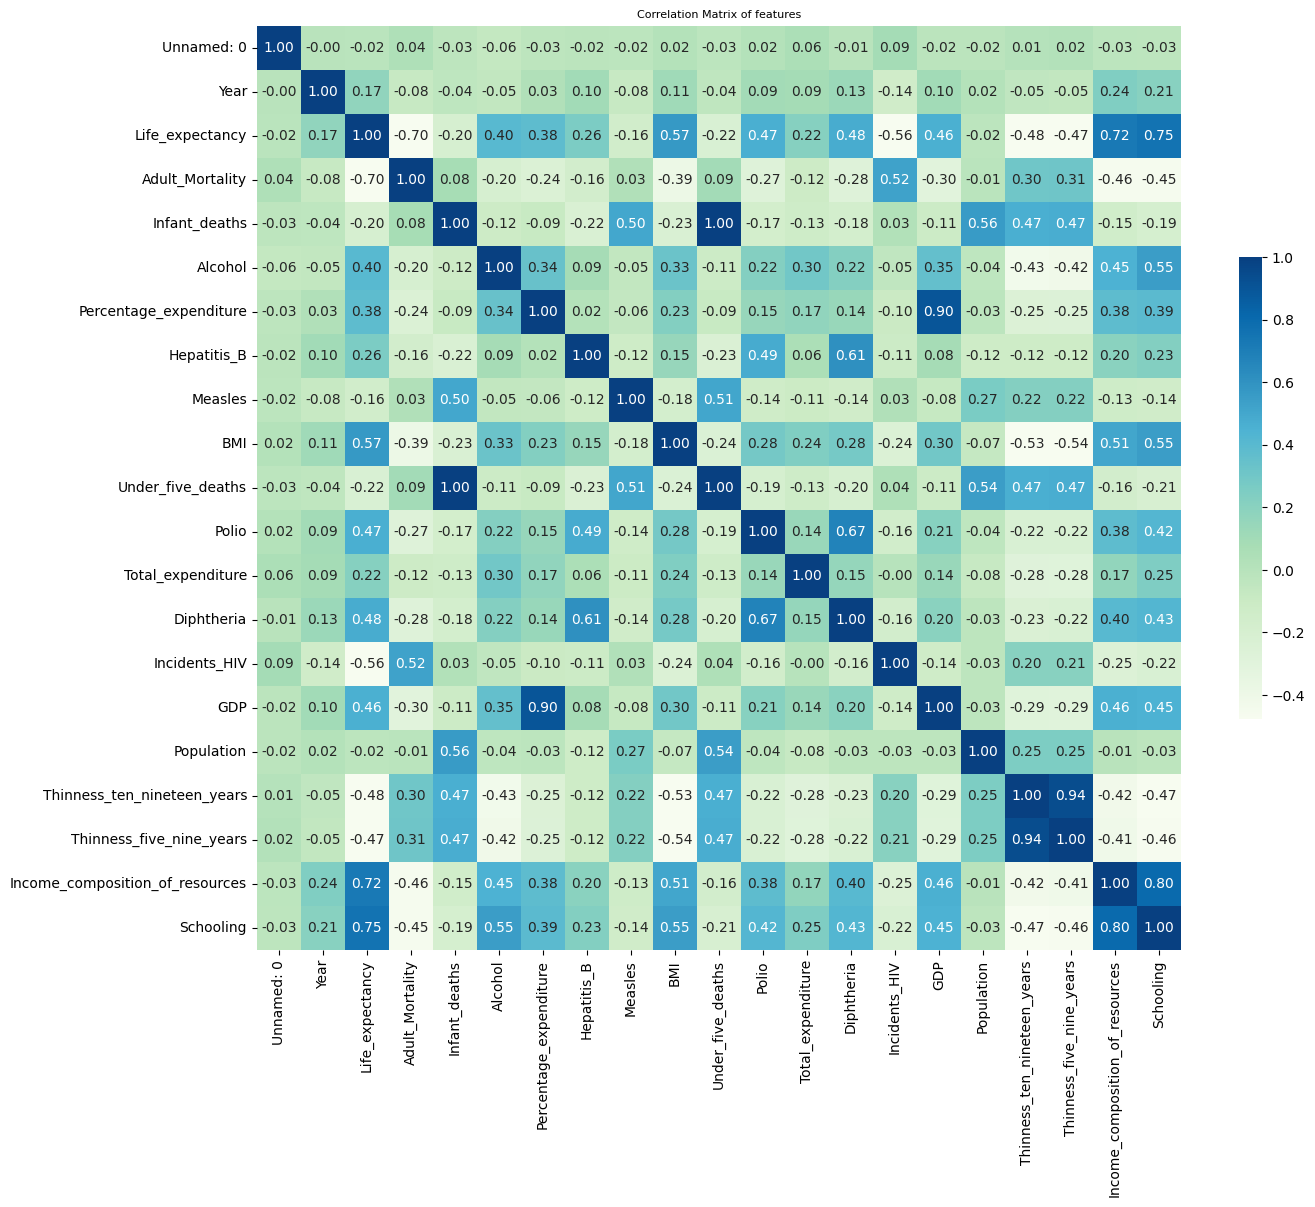 Correlation Matrix of features
Unnamed: 0 1.00 -0.00 -0.02 0.04 -0.03 -0.06 -0.03 -0.02 -0.02 0.02 -0.03 0.02 0.06 -0.01 0.09 -0.02 -0.02 0.01 0.02 -0.03 -0.03
Year -0.00 1.00 0.17 -0.08 -0.04 -0.05 0.03 0.10 -0.08 0.11 -0.04 0.09 0.09 0.13 -0.14 0.10 0.02 -0.05 -0.05 0.24 0.21
Life_expectancy -0.02 0.17 1.00 -0.70 -0.20 0.40 0.38 0.26 -0.16 0.57 -0.22 0.47 0.22 0.48 -0.56 0.46 -0.02 -0.48 -0.47 0.72 0.75
Adult_Mortality 0.04 -0.08 -0.70 1.00 0.08 -0.20 -0.24 -0.16 0.03 -0.39 0.09 -0.27 -0.12 -0.28 0.52 -0.30 -0.01 0.30 0.31 -0.46 -0.45
Infant_deaths -0.03 -0.04 -0.20 0.08 1.00 -0.12 -0.09 -0.22 0.50 -0.23 1.00 -0.17 -0.13 -0.18 0.03 -0.11 0.56 0.47 0.47 -0.15 -0.19
Alcohol -0.06 -0.05 0.40 -0.20 -0.12 1.00 0.34 0.09 -0.05 0.33 -0.11 0.22 0.30 0.22 -0.05 0.35 -0.04 -0.43 -0.42 0.45 0.55
Percentage_expenditure -0.03 0.03 0.38 -0.24 -0.09 0.34 1.00 0.02 -0.06 0.23 -0.09 0.15 0.17 0.14 -0.10 0.90 -0.03 -0.25 -0.25 0.38 0.39
Hepatitis_B -0.02 0.10 0.26 -0.16 -0.22 0.09 0.02 1.00 -0.12 0.15 -0.23 0.49 0.06 0.61 -0.11 0.08 -0.12 -0.12 -0.12 0.20 0.23
Measles -0.02 -0.08 -0.16 0.03 0.50 -0.05 -0.06 -0.12 1.00 -0.18 0.51 -0.14 -0.11 -0.14 0.03 -0.08 0.27 0.22 0.22 -0.13 -0.14
BMI 0.02 0.11 0.57 -0.39 -0.23 0.33 0.23 0.15 -0.18 1.00 -0.24 0.28 0.24 0.28 -0.24 0.30 -0.07 -0.53 -0.54 0.51 0.55
Under_five_deaths -0.03 -0.04 -0.22 0.09 1.00 -0.11 -0.09 -0.23 0.51 -0.24 1.00 -0.19 -0.13 -0.20 0.04 -0.11 0.54 0.47 0.47 -0.16 -0.21
Polio 0.02 0.09 0.47 -0.27 -0.17 0.22 0.15 0.49 -0.14 0.28 -0.19 1.00 0.14 0.67 -0.16 0.21 -0.04 -0.22 -0.22 0.38 0.42
Total_expenditure 0.06 0.09 0.22 -0.12 -0.13 0.30 0.17 0.06 -0.11 0.24 -0.13 0.14 1.00 0.15 -0.00 0.14 -0.08 -0.28 -0.28 0.17 0.25
Diphtheria -0.01 0.13 0.48 -0.28 -0.18 0.22 0.14 0.61 -0.14 0.28 -0.20 0.67 0.15 1.00 -0.16 0.20 -0.03 -0.23 -0.22 0.40 0.43
Incidents_HIV 0.09 -0.14 -0.56 0.52 0.03 -0.05 -0.10 -0.11 0.03 -0.24 0.04 -0.16 -0.00 -0.16 1.00 -0.14 -0.03 0.20 0.21 -0.25 -0.22
GDP -0.02 0.10 0.46 -0.30 -0.11 0.35 0.90 0.08 -0.08 0.30 -0.11 0.21 0.14 0.20 -0.14 1.00 -0.03 -0.29 -0.29 0.46 0.45
Population -0.02 0.02 -0.02 -0.01 0.56 -0.04 -0.03 -0.12 0.27 -0.07 0.54 -0.04 -0.08 -0.03 -0.03 -0.03 1.00 0.25 0.25 -0.01 -0.03
Thinness_ten_nineteen_years 0.01 -0.05 -0.48 0.30 0.47 -0.43 -0.25 -0.12 0.22 -0.53 0.47 -0.22 -0.28 -0.23 0.20 -0.29 0.25 1.00 0.94 -0.42 -0.47
Thinness_five_nine_years 0.02 -0.05 -0.47 0.31 0.47 -0.42 -0.25 -0.12 0.22 -0.54 0.47 -0.22 -0.28 -0.22 0.21 -0.29 0.25 0.94 1.00 -0.41 -0.46
Income_composition_of_resources -0.03 0.24 0.72 -0.46 -0.15 0.45 0.38 0.20 -0.13 0.51 -0.16 0.38 0.17 0.40 -0.25 0.46 -0.01 -0.42 -0.41 1.00 0.80
Schooling -0.03 0.21 0.75 -0.45 -0.19 0.55 0.39 0.23 -0.14 0.55 -0.21 0.42 0.25 0.43 -0.22 0.45 -0.03 -0.47 -0.46 0.80 1.00
Unnamed: 0
Year
Life_expectancy
Adult_Mortality
Infant_deaths
Alcohol
Percentage_expenditure
Hepatitis_B
Measles
BMI
Under_five_deaths
Polio
Total_expenditure
Diphtheria
Incidents_HIV
GDP
Population
Thinness_ten_nineteen_years
Thinness_five_nine_years
Income_composition_of_resources
Schooling
1.0
0.8
0.6
0.4
0.2
0.0
−0.2
−0.4